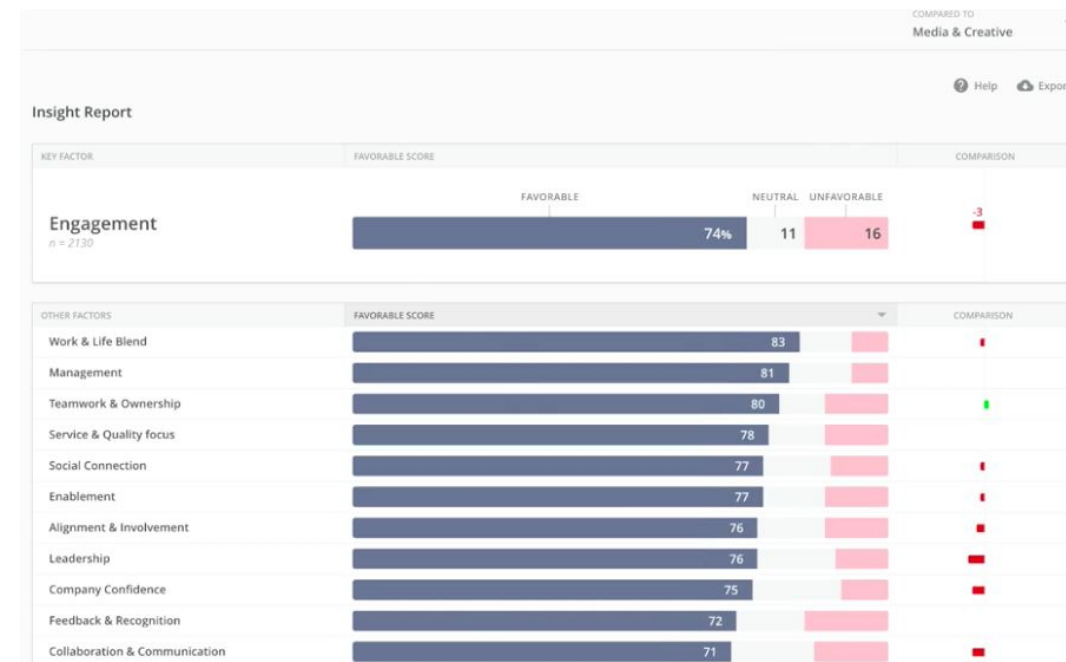 COMPARED TO
Media & Creative
Help
Insight Report
KEY FACTOR FAVORABLE SCORE COMPARISON
FAVORABLE NEUTRAL UNFAVORABLE
Engagement
n = 2130
74% 11 16
-3
OTHER FACTORS FAVORABLE SCORE COMPARISON
Work & Life Blend 83
Management 81
Teamwork & Ownership 80
Service & Quality focus 78
Social Connection 77
Enablement 77
Alignment & Involvement 76
Leadership 76
Company Confidence 75
Feedback & Recognition 72
Collaboration & Communication 71